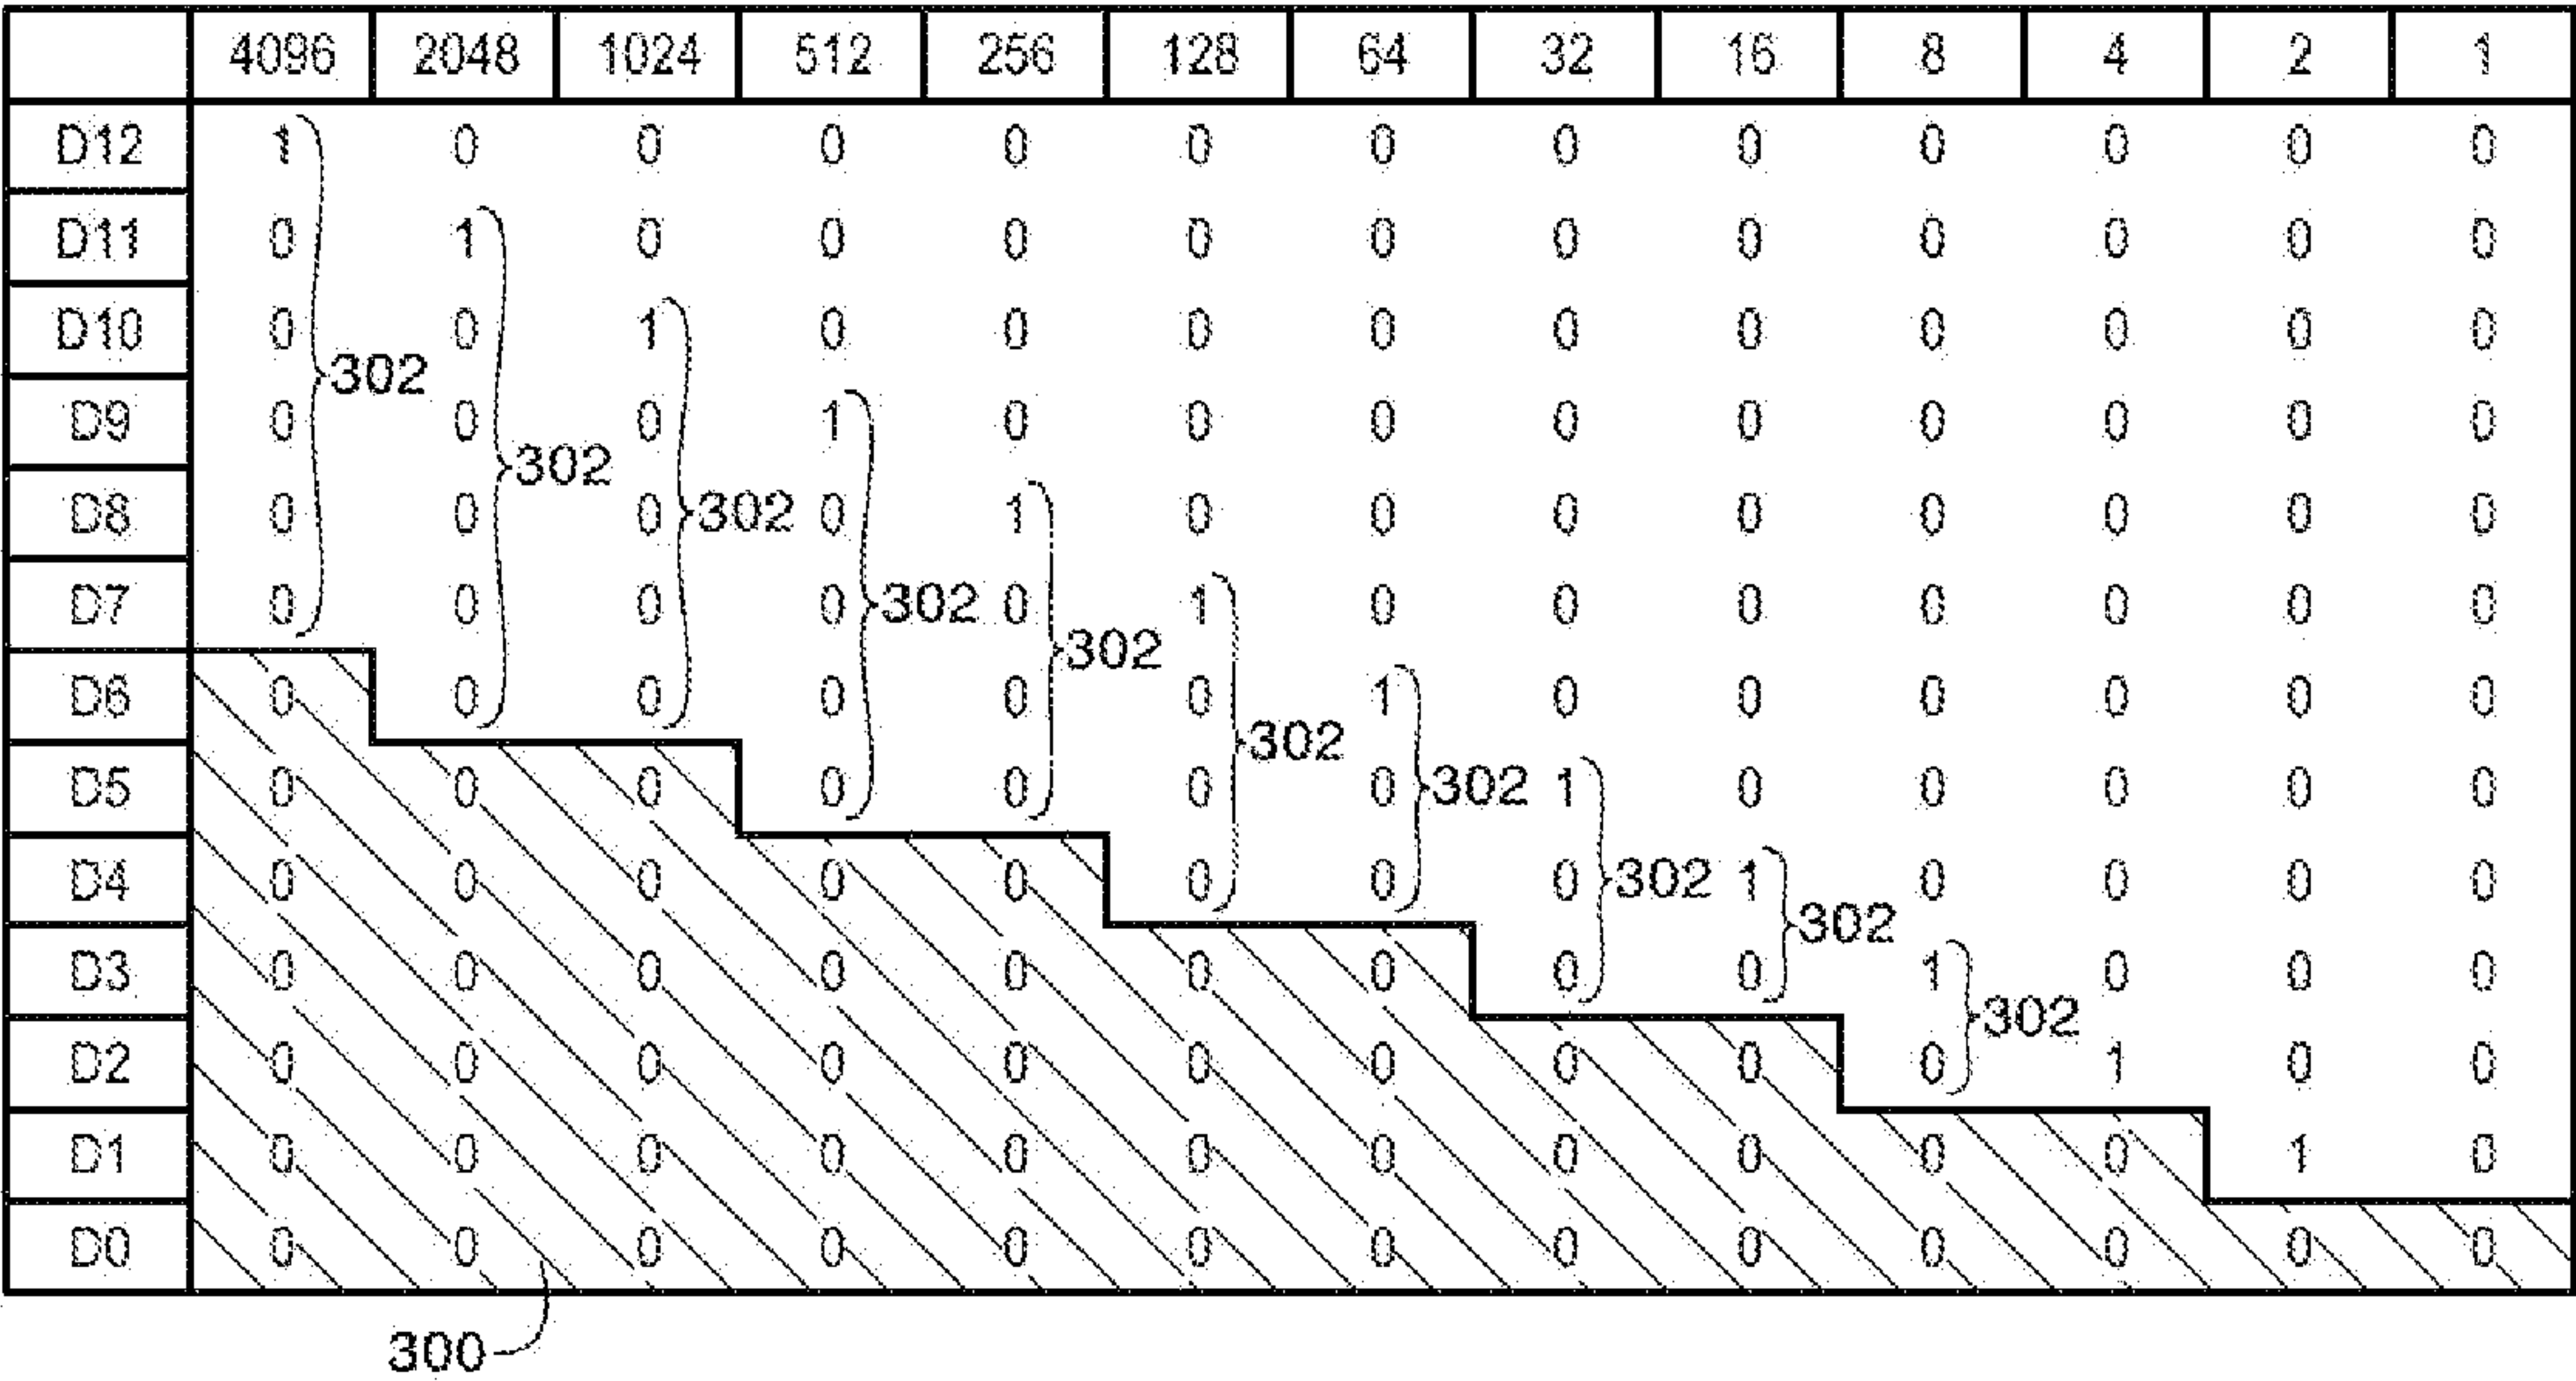 4096 2048 1024 512 256 128 64 32 16 8 4 2 1
D12 1 0 0 0 0 0 0 0 0 0 0 0 0
D11 0 1 0 0 0 0 0 0 0 0 0 0 0
D10 0 0 1 0 0 0 0 0 0 0 0 0 0
302
D9 0 0 0 1 0 0 0 0 0 0 0 0 0
302
D8 0 0 0 302 0 1 0 0 0 0 0 0 0 0
D7 0 0 0 0 302 0 1 0 0 0 0 0 0 0
302
D6 0 0 0 0 0 0 1 0 0 0 0 0 0
302
D5 0 0 0 0 0 0 0 302 1 0 0 0 0 0
D4 0 0 0 0 0 0 0 0 302 1 0 0 0 0
302
D3 0 0 0 0 0 0 0 0 0 1 0 0 0
302
D2 0 0 0 0 0 0 0 0 0 0 1 0 0
D1 0 0 0 0 0 0 0 0 0 0 0 1 0
D0 0 0 0 0 0 0 0 0 0 0 0 0 0
300